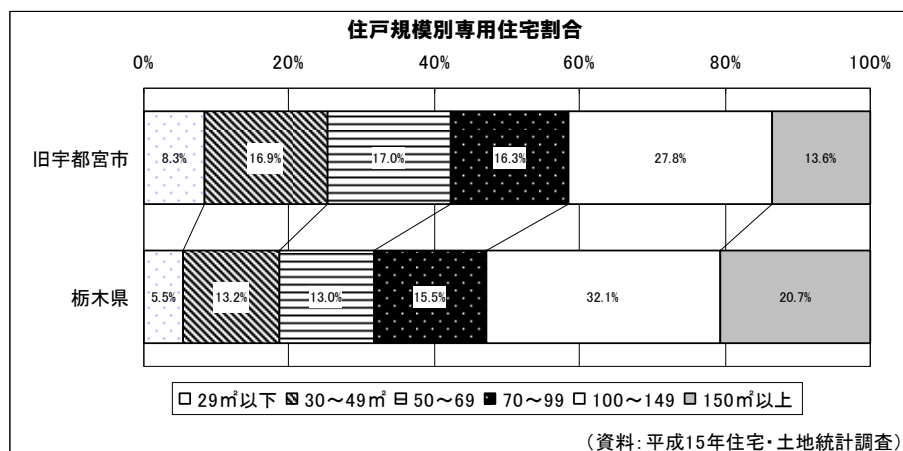 住戸規模別専用住宅割合
0% 20% 40% 60% 80% 100%
旧宇都宮市 8.3% 16.9% 17.0% 16.3% 27.8% 13.6%
栃木県 5.5% 13.2% 13.0% 15.5% 32.1% 20.7%
29㎡以下 30～49㎡ 50～69 70～99 100～149 150㎡以上
（資料：平成15年住宅・土地統計調査）